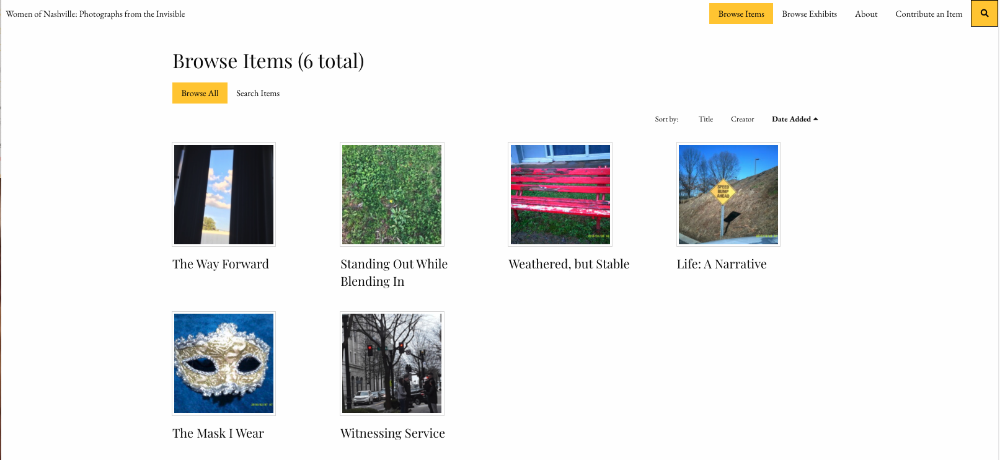 Women of Nashville: Photographs from the Invisible
Browse Items
Browse Exhibits
About
Contribute an Item
Browse Items (6 total)
Browse All
Search Items
Sort by:
Title
Creator
Date Added
SPEED
BUMP
AHEAD
The Way Forward
Standing Out While
Blending In
Weathered, but Stable
Life: A Narrative
The Mask I Wear
Witnessing Service